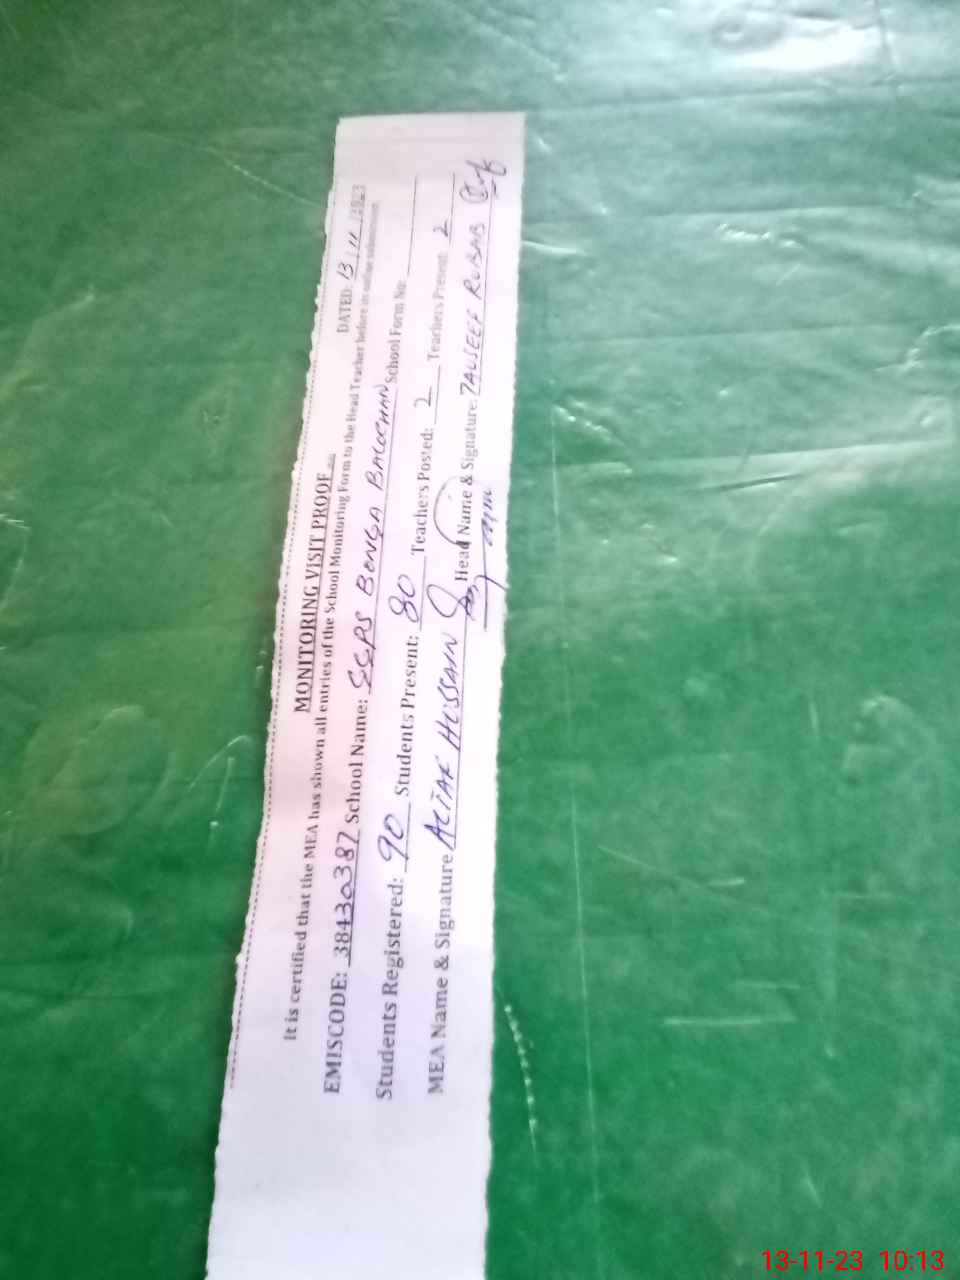 MONITORING VISIT PROOF
DATED: 13/11/2023
It is certified that the MEA has shown all entries of the School Monitoring Form to the Head Teacher before its online submission
EMISCODE: 38430387 School Name: GGPS BONGA BALOCHAN School Form No:
Students Registered: 90 Students Present: 80 Teachers Posted: 2 Teachers Present: 2
MEA Name & Signature ALTAF HUSSAIN Head Name & Signature: TAUSEEF RUBAB
13-11-23 10:13